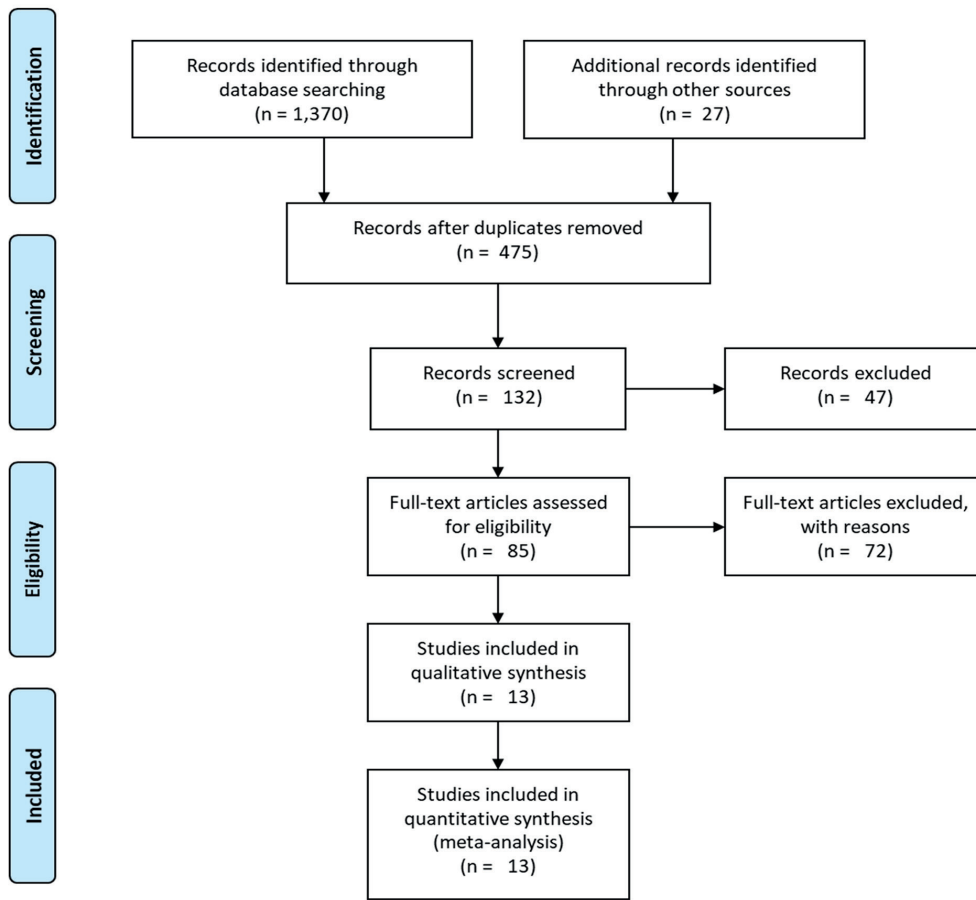 Identification
Records identified through
database searching
(n = 1,370)
Additional records identified
through other sources
(n = 27)
Records after duplicates removed
(n = 475)
Screening
Records screened
(n = 132)
Records excluded
(n = 47)
Eligibility
Full-text articles assessed
for eligibility
(n = 85)
Full-text articles excluded,
with reasons
(n = 72)
Studies included in
qualitative synthesis
(n = 13)
Included
Studies included in
quantitative synthesis
(meta-analysis)
(n = 13)